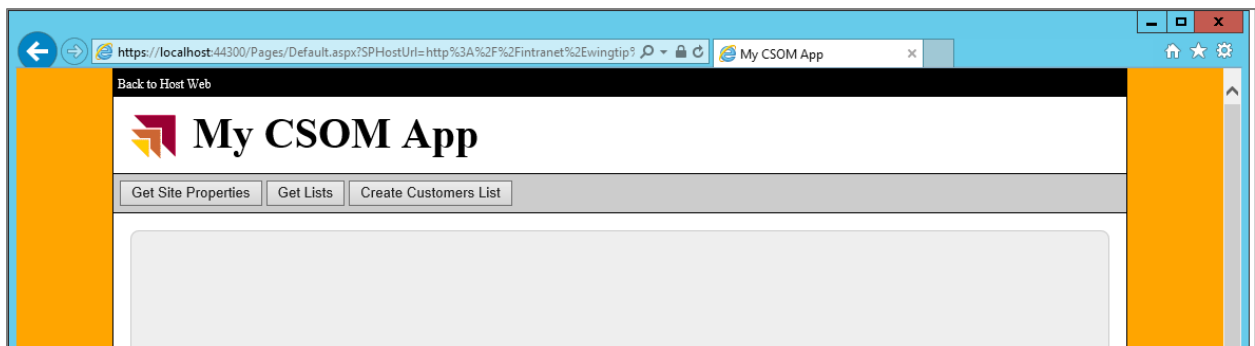 https://localhost:44300/Pages/Default.aspx?SPHostUrl=http%3A%2F%2Fintranet%2Ewingtip?
My CSOM App
Back to Host Web
My CSOM App
Get Site Properties Get Lists Create Customers List